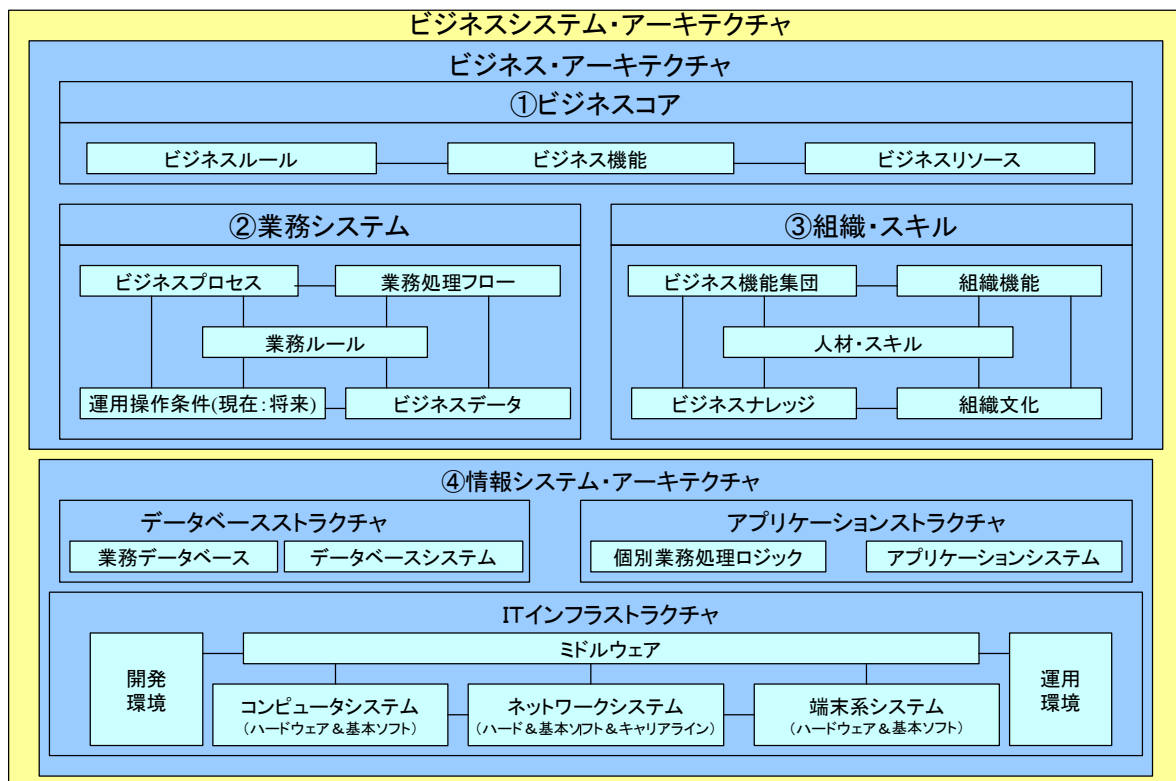 ビジネスシステム・アーキテクチャ
ビジネス・アーキテクチャ
①ビジネスコア
ビジネスルール
ビジネス機能
ビジネスリソース
②業務システム
ビジネスプロセス
業務処理フロー
業務ルール
運用操作条件(現在:将来)
ビジネスデータ
③組織・スキル
ビジネス機能集団
組織機能
人材・スキル
ビジネスナレッジ
組織文化
④情報システム・アーキテクチャ
データベースストラクチャ
業務データベース
データベースシステム
アプリケーションストラクチャ
個別業務処理ロジック
アプリケーションシステム
ITインフラストラクチャ
開発
環境
ミドルウェア
コンピュータシステム
(ハードウェア&基本ソフト)
ネットワークシステム
(ハード&基本ソフト&キャリアライン)
端末系システム
(ハードウェア&基本ソフト)
運用
環境